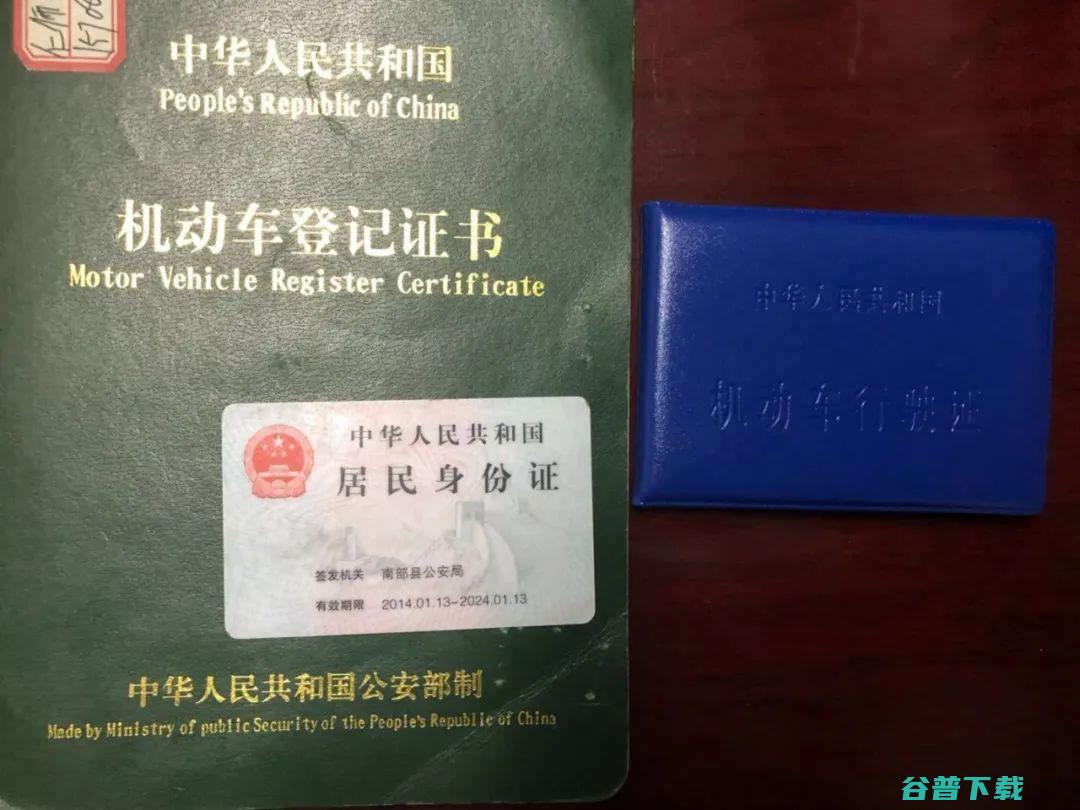 中华人民共和国
People's Republic of China
机动车登记证书
Motor Vehicle Register Certificate
中华人民共和国
居民身份证
签发机关 南部县公安局
有效期限 2014.01.13-2024.01.13
中华人民共和国公安部制
Made by Ministry of public Security of the People's Republic of China
中华人民共和国
机动车行驶证
谷普下载